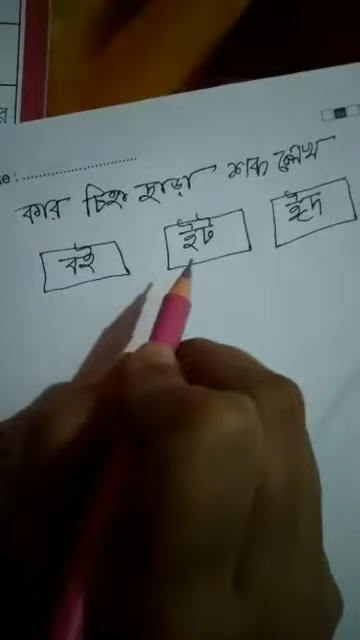 কার চিহ্ন ছাড়া শব্দ লেখ
বই ইট ঈদ